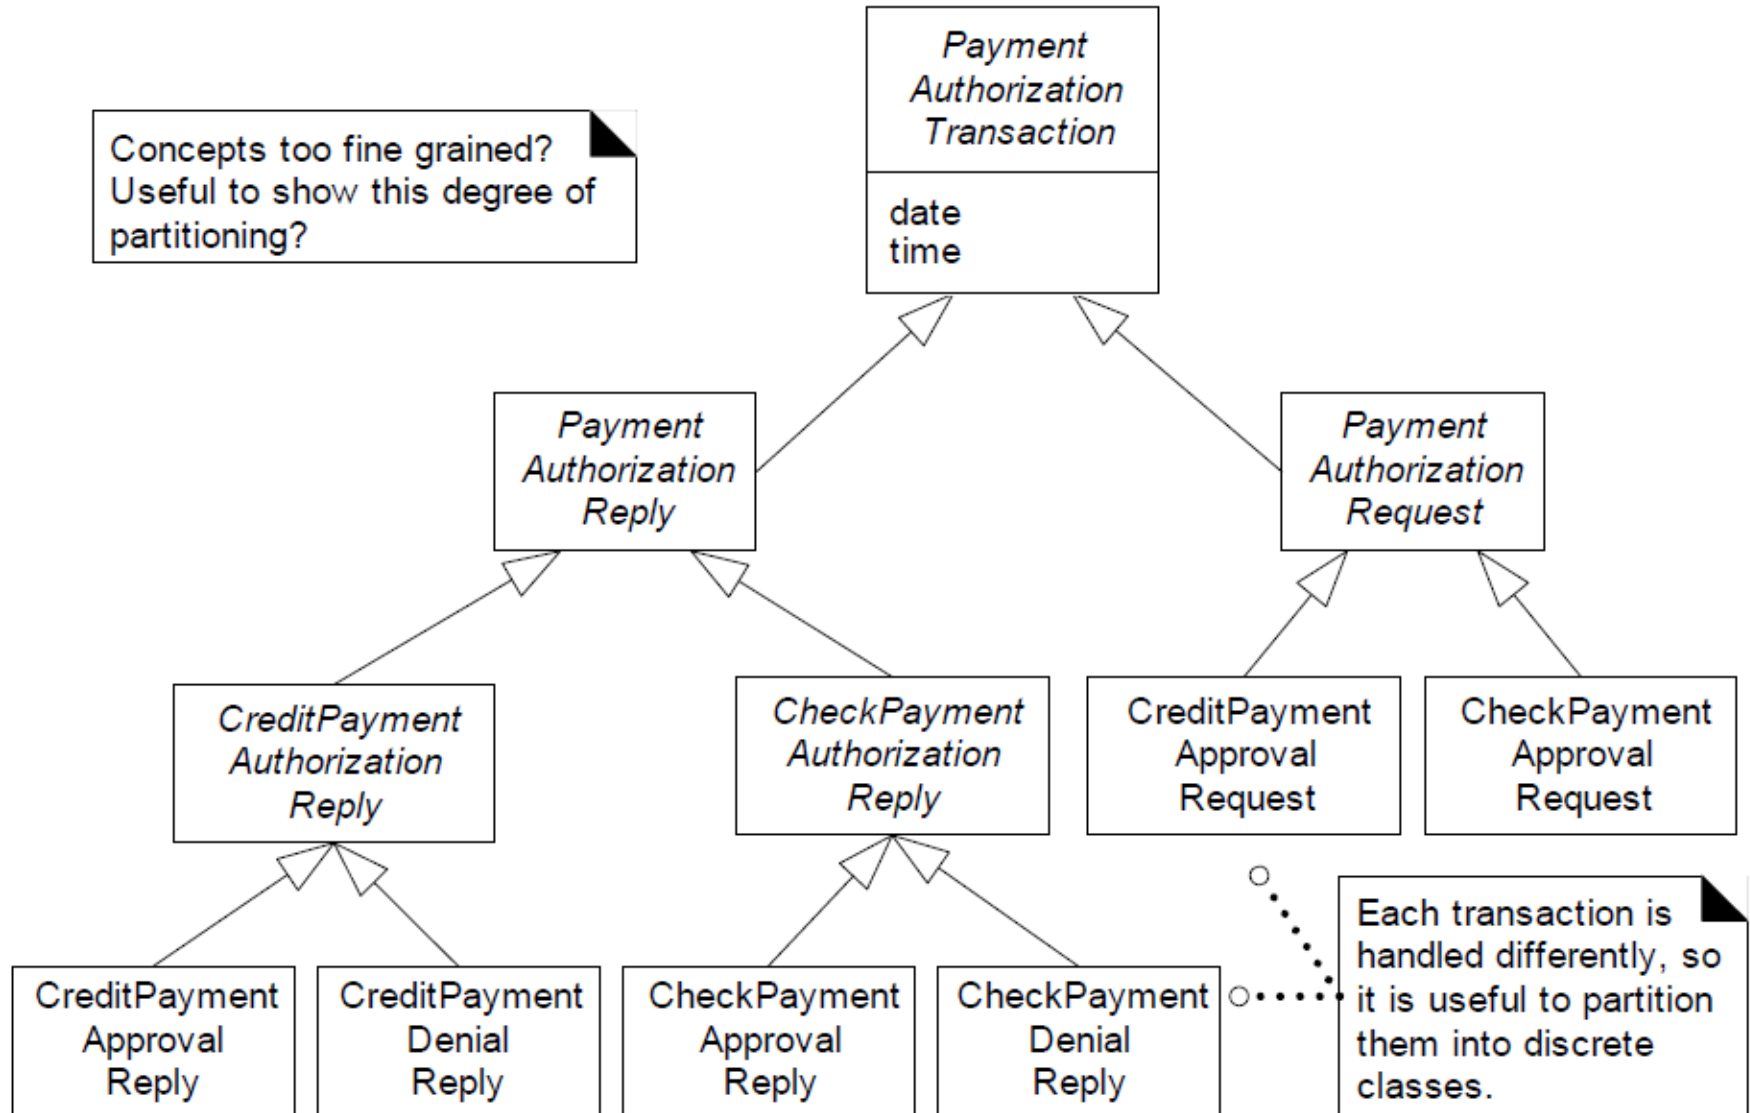 Payment
Authorization
Transaction
date
time
Concepts too fine grained?
Useful to show this degree of
partitioning?
Payment
Authorization
Reply
Payment
Authorization
Request
CreditPayment
Authorization
Reply
CheckPayment
Authorization
Reply
CreditPayment
Approval
Request
CheckPayment
Approval
Request
CreditPayment
Approval
Reply
CreditPayment
Denial
Reply
CheckPayment
Approval
Reply
CheckPayment
Denial
Reply
Each transaction is
handled differently, so
it is useful to partition
them into discrete
classes.